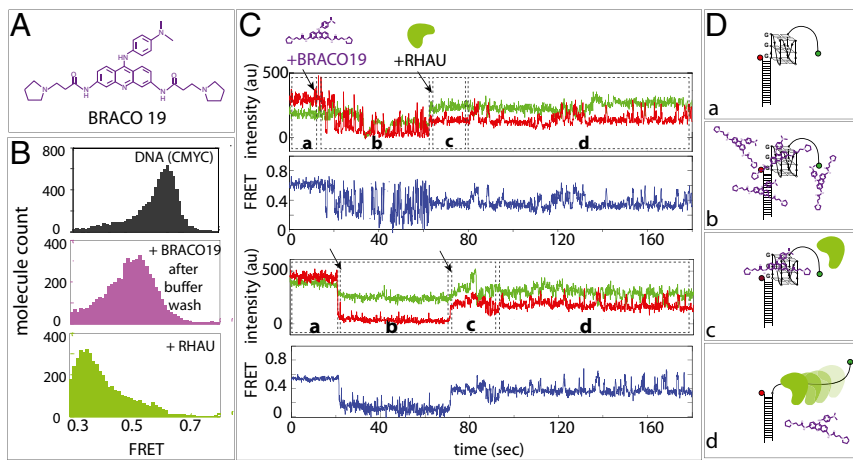 A
N
HN
N
O
N
H
N
N
H
O
N
BRACO 19
B
molecule count
800
400
0
DNA (CMYC)
400
200
0
+ BRACO19
after
buffer
wash
400
200
0
+ RHAU
0.3 0.5 0.7
FRET
C
+BRACO19
+RHAU
intensity (au)
500
0
a b c d
FRET
0.8
0.4
0
0 40 80 120 160
intensity (au)
500
0
a b c d
FRET
0.8
0.4
0
0 40 80 120 160
time (sec)
D
G
G
G
a
G
G
G
b
G
G
G
c
d